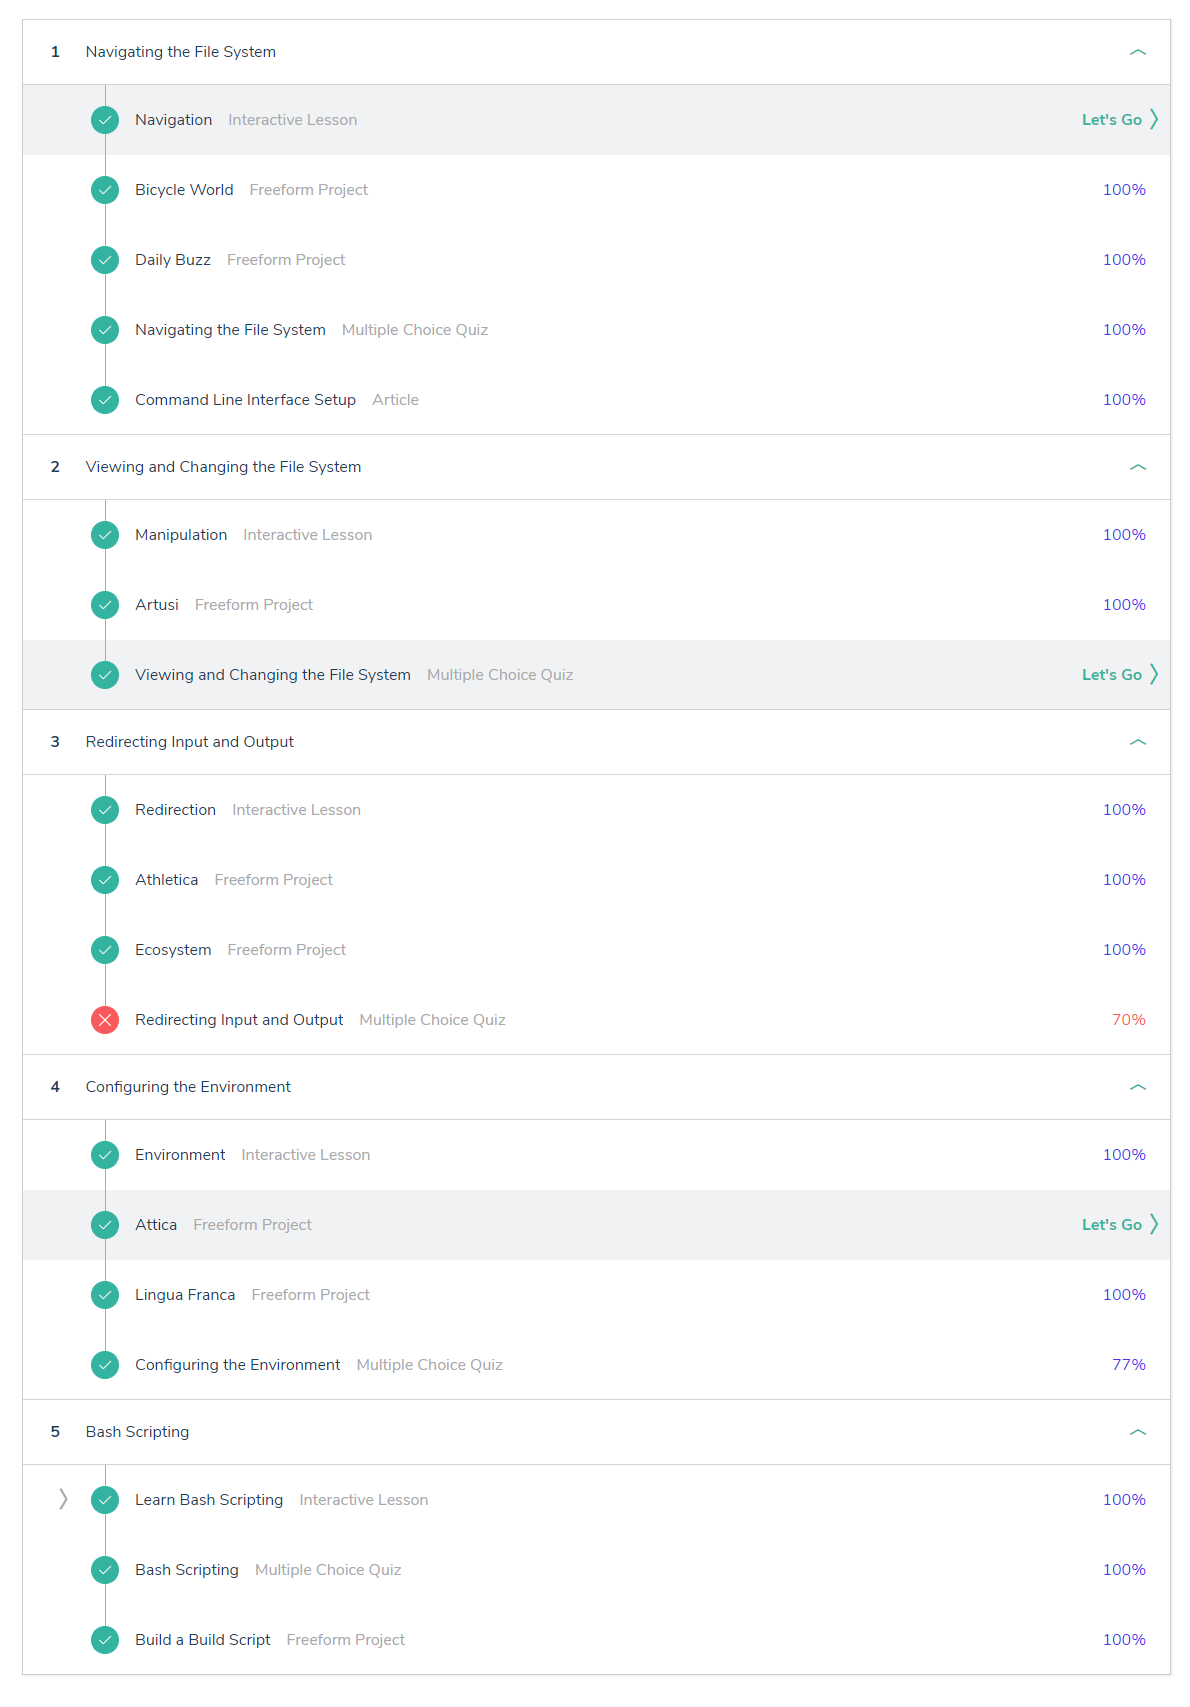 1 Navigating the File System
Navigation Interactive Lesson Let's Go
Bicycle World Freeform Project 100%
Daily Buzz Freeform Project 100%
Navigating the File System Multiple Choice Quiz 100%
Command Line Interface Setup Article 100%
2 Viewing and Changing the File System
Manipulation Interactive Lesson 100%
Artusi Freeform Project 100%
Viewing and Changing the File System Multiple Choice Quiz Let's Go
3 Redirecting Input and Output
Redirection Interactive Lesson 100%
Athletica Freeform Project 100%
Ecosystem Freeform Project 100%
Redirecting Input and Output Multiple Choice Quiz 70%
4 Configuring the Environment
Environment Interactive Lesson 100%
Attica Freeform Project Let's Go
Lingua Franca Freeform Project 100%
Configuring the Environment Multiple Choice Quiz 77%
5 Bash Scripting
Learn Bash Scripting Interactive Lesson 100%
Bash Scripting Multiple Choice Quiz 100%
Build a Build Script Freeform Project 100%